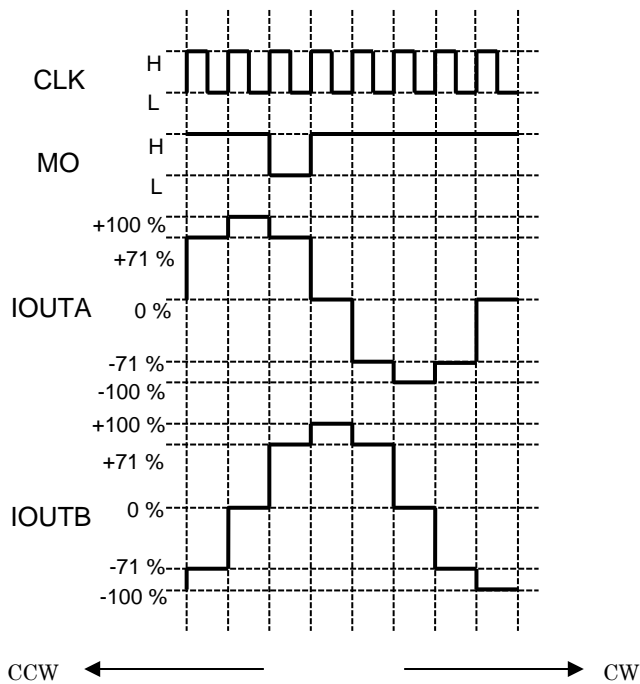 CLK
H
L
MO
H
L
IOUTA
+100 %
+71 %
0 %
-71 %
-100 %
IOUTB
+100 %
+71 %
0 %
-71 %
-100 %
CCW
CW